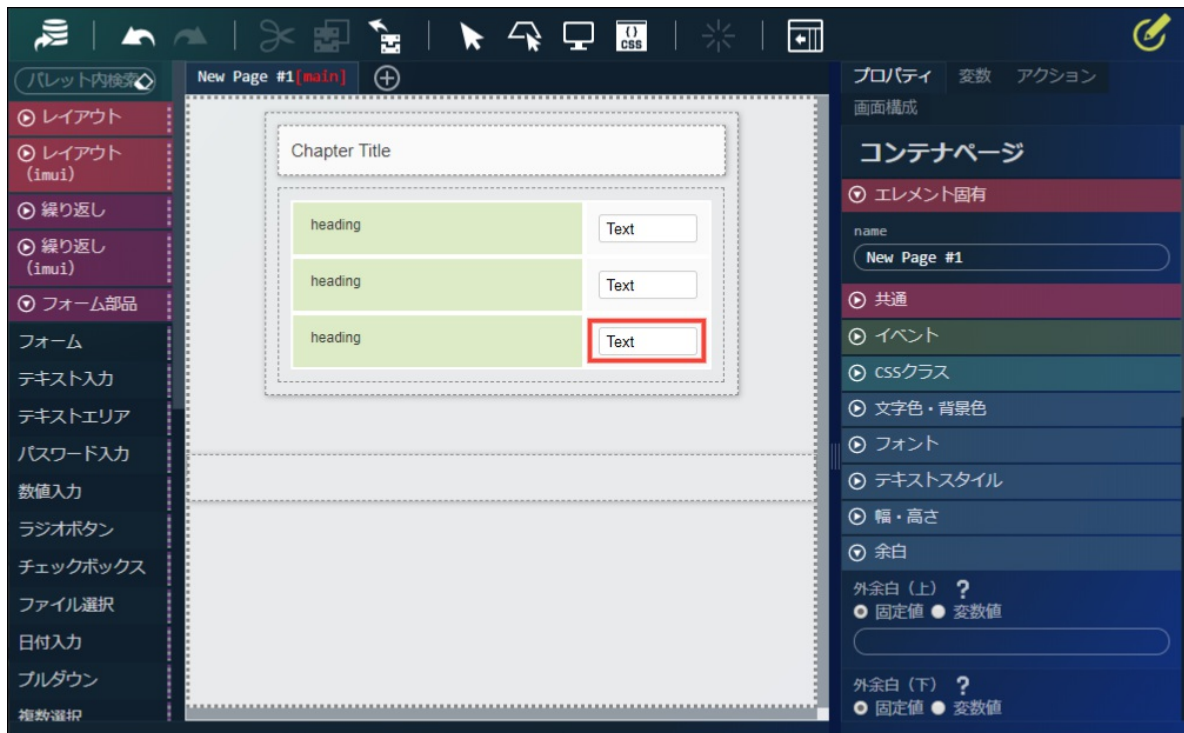 {}
CSS
パレット内検索
レイアウト
レイアウト
(imui)
繰り返し
繰り返し
(imui)
フォーム部品
フォーム
テキスト入力
テキストエリア
パスワード入力
数値入力
ラジオボタン
チェックボックス
ファイル選択
日付入力
プルダウン
複数選択
New Page #1[main]
Chapter Title
heading
Text
heading
Text
heading
Text
プロパティ 変数 アクション
画面構成
コンテナページ
エレメント固有
name
New Page #1
共通
イベント
CSSクラス
文字色・背景色
フォント
テキストスタイル
幅・高さ
余白
外余白（上） ?
固定値 変数値
外余白（下） ?
固定値 変数値